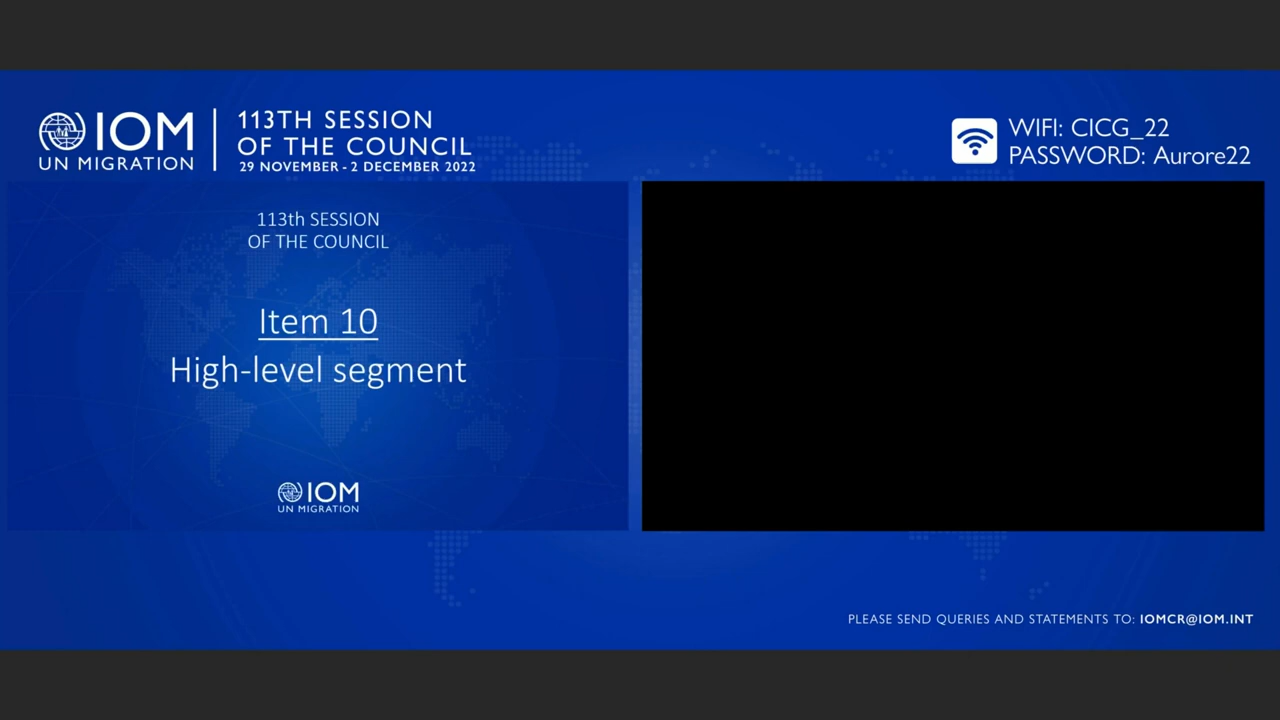 IOM
UN MIGRATION
113TH SESSION
OF THE COUNCIL
29 NOVEMBER - 2 DECEMBER 2022
WIFI: CICG_22
PASSWORD: Aurore22
113th SESSION
OF THE COUNCIL
Item 10
High-level segment
IOM
UN MIGRATION
PLEASE SEND QUERIES AND STATEMENTS TO: IOMCR@IOM.INT